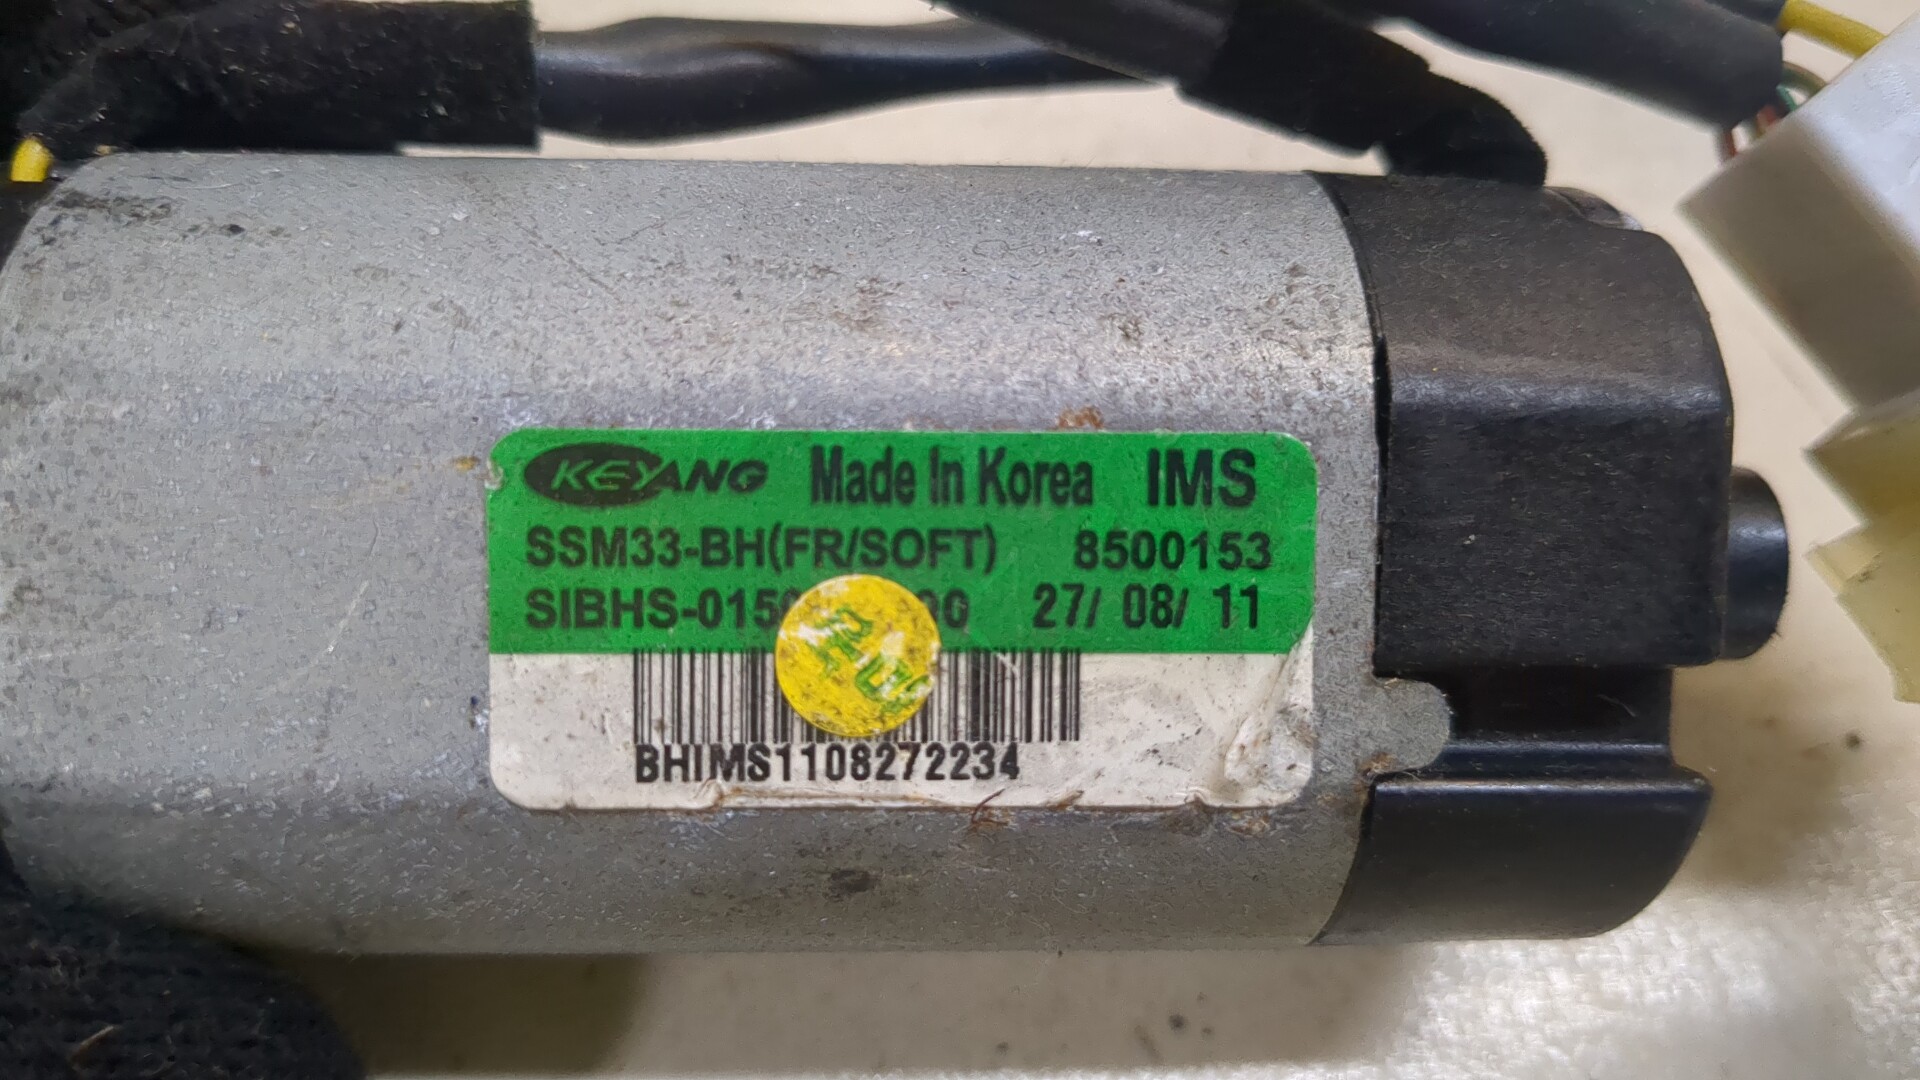 KEYANG Made In Korea IMS
SSM33-BH(FR/SOFT) 8500153
27/ 08/ 11
BHIMS1108272234